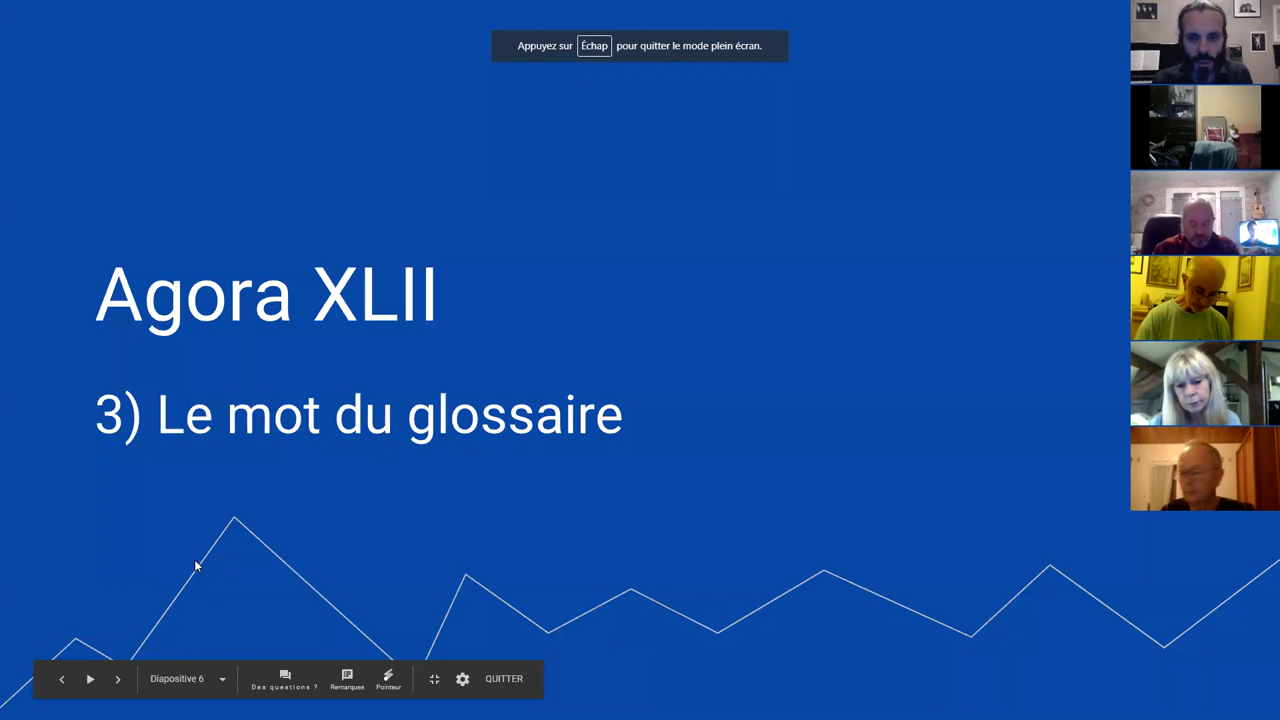 Appuyez sur Échap pour quitter le mode plein écran.
Agora XLII
3) Le mot du glossaire
Diapositive 6
Des questions ?
Remarques
Pointeur
QUITTER